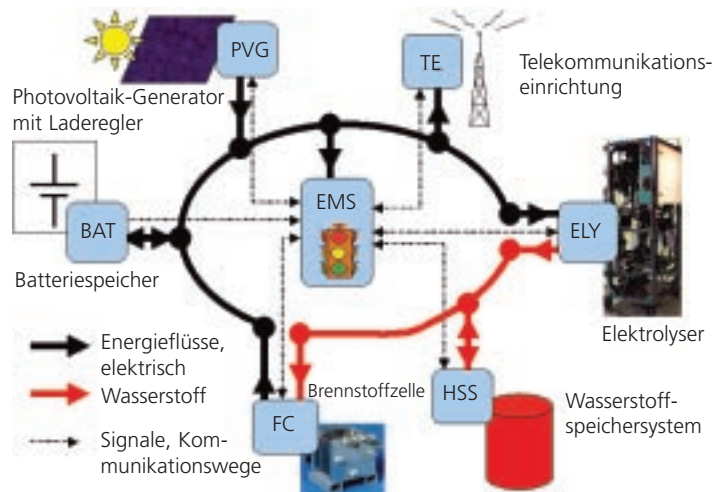 PVG
TE
Telekommunikations-
einrichtung
Photovoltaik-Generator
mit Laderegler
EMS
BAT
ELY
Batteriespeicher
Elektrolyser
Energieflüsse,
elektrisch
Wasserstoff
Brennstoffzelle
HSS
FC
Wasserstoff-
speichersystem
Signale, Kom-
munikationswege